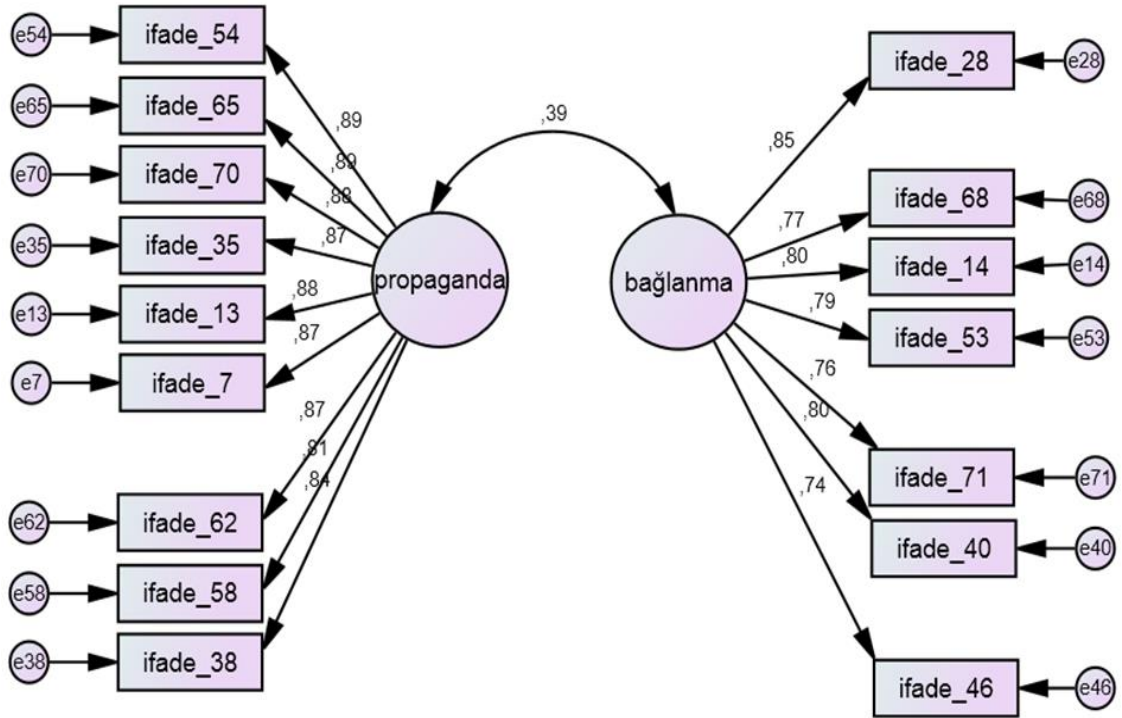 e54 ifade_54
e65 ifade_65
e70 ifade_70
e35 ifade_35
e13 ifade_13
e7 ifade_7
e62 ifade_62
e58 ifade_58
e38 ifade_38
,89
,89
,88
,87
,88
,87
,87
,81
,84
propaganda
,39
bağlanma
,85
,77
,80
,79
,76
,80
,74
ifade_28 e28
ifade_68 e68
ifade_14 e14
ifade_53 e53
ifade_71 e71
ifade_40 e40
ifade_46 e46